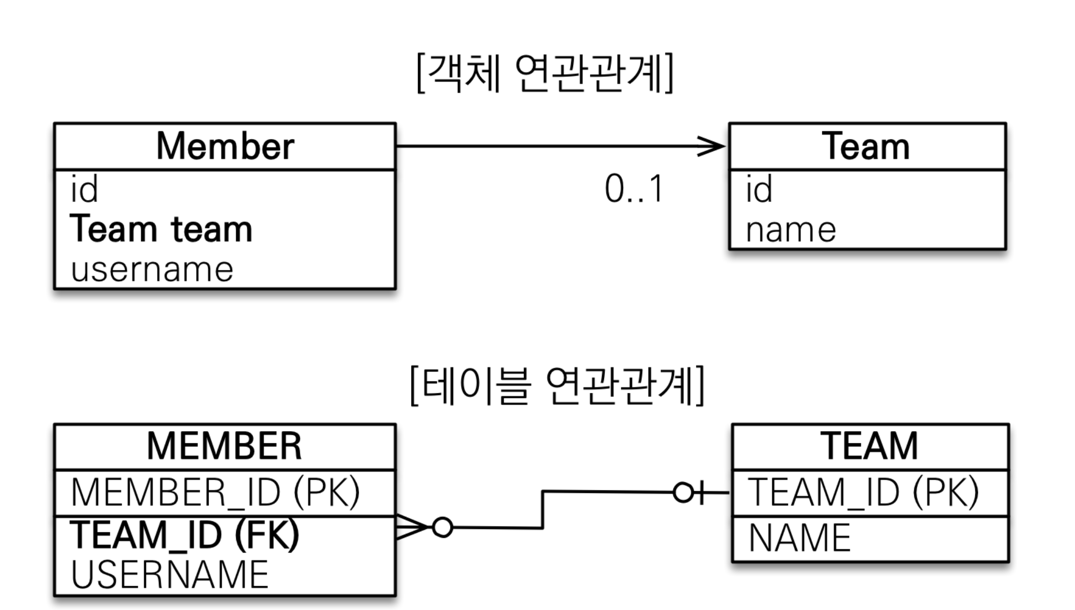 [객체 연관관계]
Member
id
Team team
username
0..1
Team
id
name
[테이블 연관관계]
MEMBER
MEMBER_ID (PK)
TEAM_ID (FK)
USERNAME
TEAM
TEAM_ID (PK)
NAME